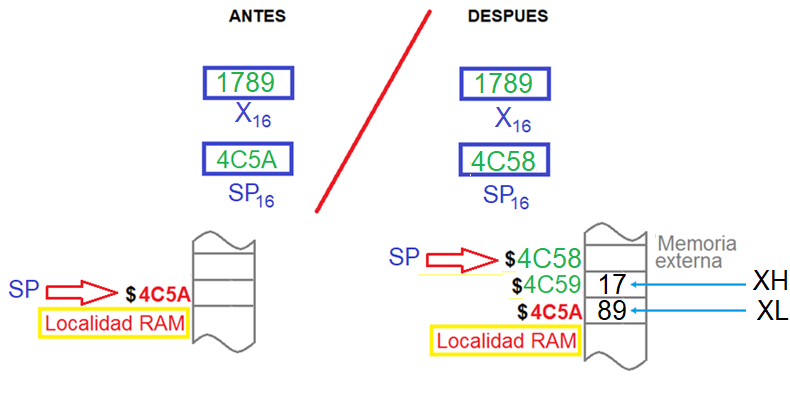 ANTES
DESPUES
1789
X16
4C5A
SP16
1789
X16
4C58
SP16
SP
$4C5A
Localidad RAM
SP
$4C58
$4C59
$4C5A
Localidad RAM
Memoria
externa
17
XH
89
XL